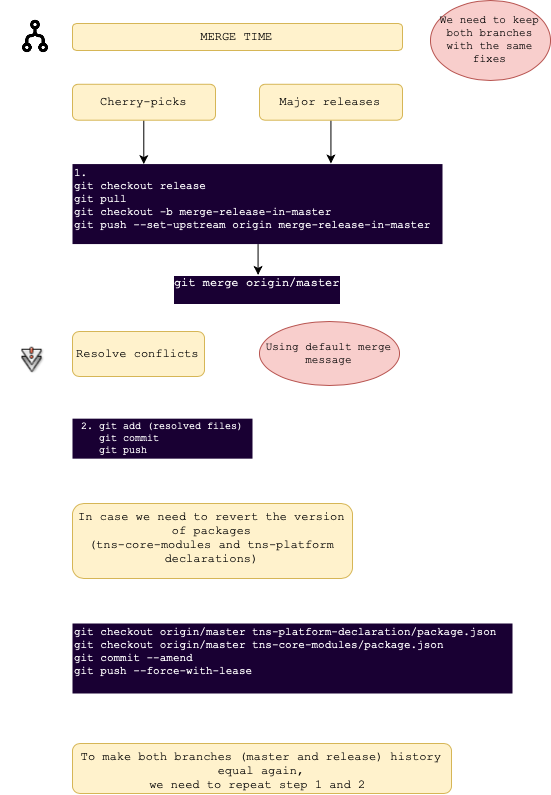 MERGE TIME
We need to keep
both branches
with the same
fixes
Cherry-picks
Major releases
1.
git checkout release
git pull
git checkout -b merge-release-in-master
git push --set-upstream origin merge-release-in-master
git merge origin/master
Resolve conflicts
Using default merge
message
2. git add (resolved files)
git commit
git push
In case we need to revert the version
of packages
(tns-core-modules and tns-platform
declarations)
git checkout origin/master tns-platform-declaration/package.json
git checkout origin/master tns-core-modules/package.json
git commit --amend
git push --force-with-lease
To make both branches (master and release) history
equal again,
we need to repeat step 1 and 2